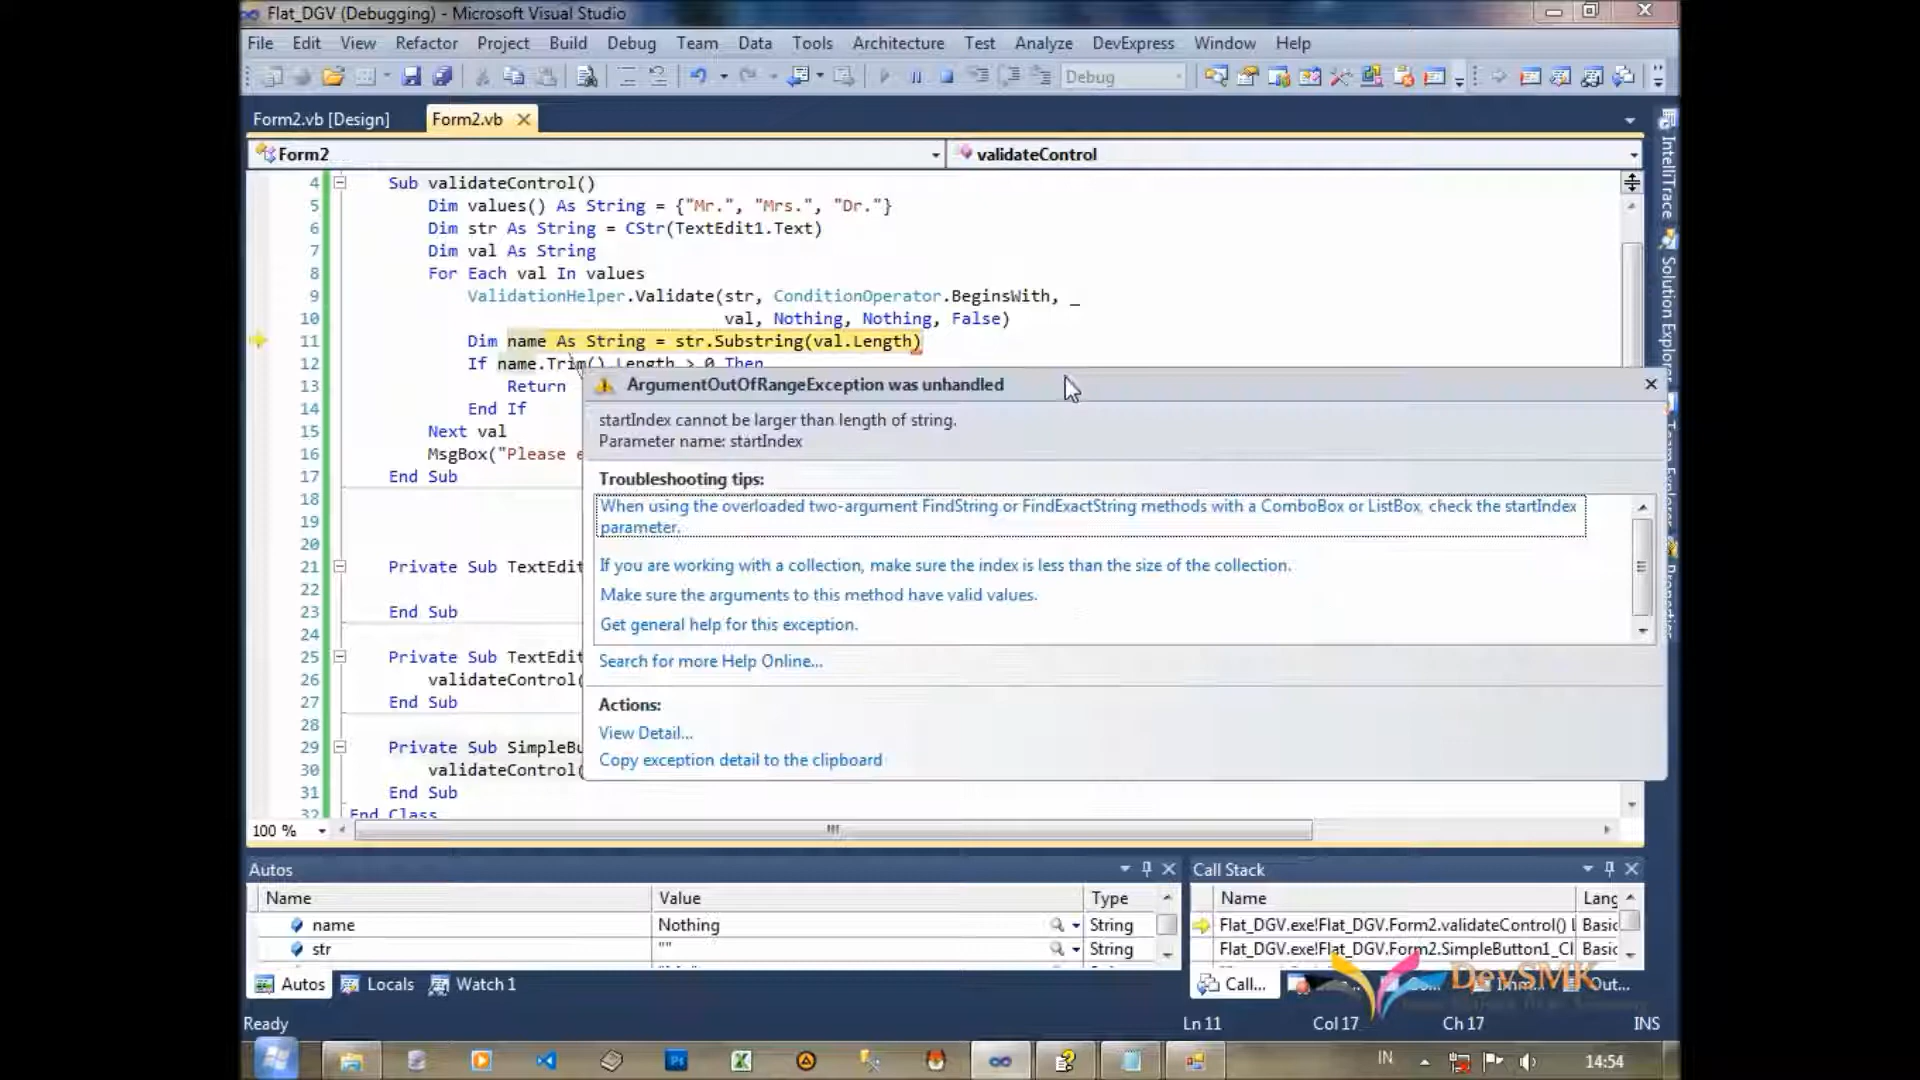 Flat_DGV (Debugging) - Microsoft Visual Studio
File Edit View Refactor Project Build Debug Team Data Tools Architecture Test Analyze DevExpress Window Help
Debug
Form2.vb [Design] Form2.vb
Form2 validateControl
4 Sub validateControl()
5 Dim values() As String = {"Mr.", "Mrs.", "Dr."}
6 Dim str As String = CStr(TextEdit1.Text)
7 Dim val As String
8 For Each val In values
9 ValidationHelper.Validate(str, ConditionOperator.BeginsWith, _
10 val, Nothing, Nothing, False)
11 Dim name As String = str.Substring(val.Length)
12 If name.Trim().Length > 0 Then
13 Return
14 End If
15 Next val
16 MsgBox("Please e
17 End Sub
18
19
20
21 Private Sub TextEdit
22
23 End Sub
24
25 Private Sub TextEdit
26 validateControl(
27 End Sub
28
29 Private Sub SimpleBu
30 validateControl(
31 End Sub
32 End Class
ArgumentOutOfRangeException was unhandled
startIndex cannot be larger than length of string.
Parameter name: startIndex
Troubleshooting tips:
When using the overloaded two-argument FindString or FindExactString methods with a ComboBox or ListBox, check the startIndex
parameter.
If you are working with a collection, make sure the index is less than the size of the collection.
Make sure the arguments to this method have valid values.
Get general help for this exception.
Search for more Help Online...
Actions:
View Detail...
Copy exception detail to the clipboard
IntelliTrace
Solution Explorer
Team Explorer
Properties
100 %
Autos
Name Value Type
name Nothing String
str "" String
Autos Locals Watch 1
Call Stack
Name Lang
Flat_DGV.exe!Flat_DGV.Form2.validateControl() L Basic
Flat_DGV.exe!Flat_DGV.Form2.SimpleButton1_Cl Basic
Call... Imm... Out...
DevSMK
Ready Ln 11 Col 17 Ch 17 INS
IN 14:54